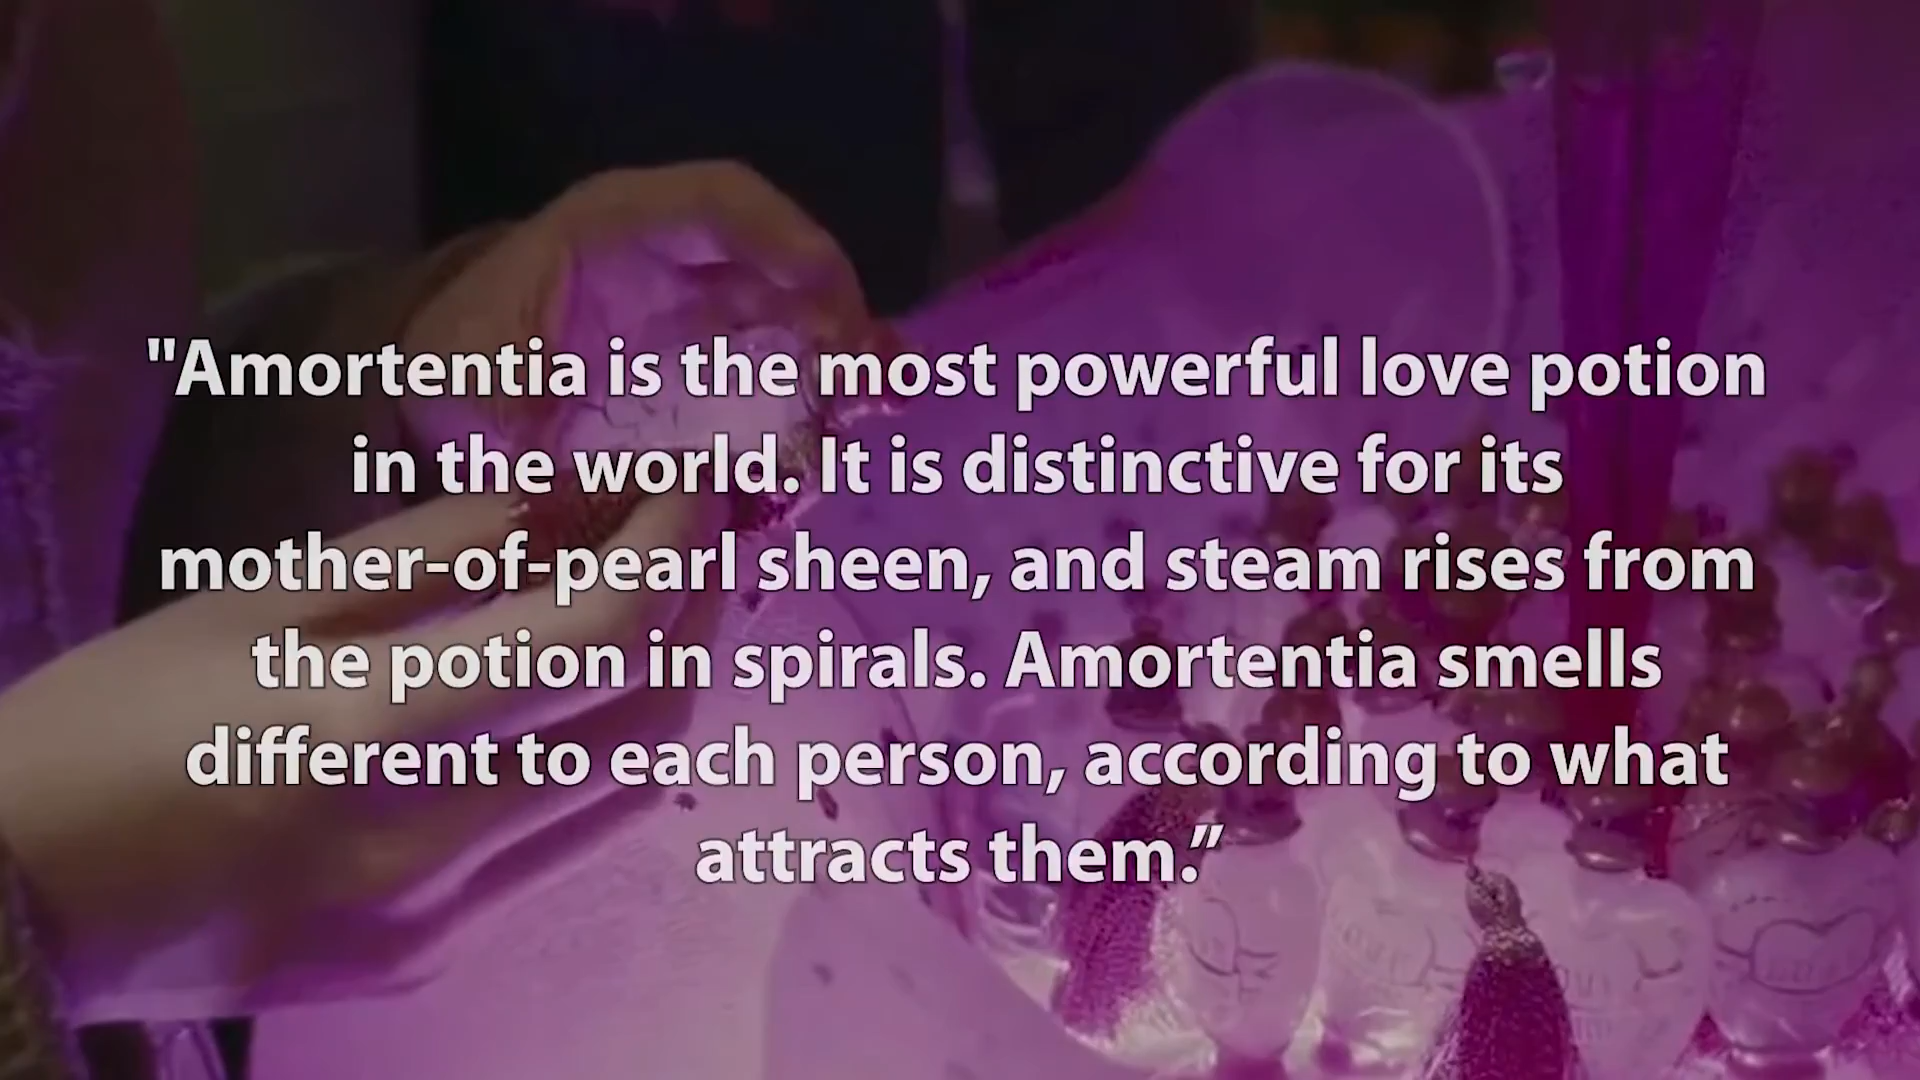 "Amortentia is the most powerful love potion
in the world. It is distinctive for its
mother-of-pearl sheen, and steam rises from
the potion in spirals. Amortentia smells
different to each person, according to what
attracts them.”